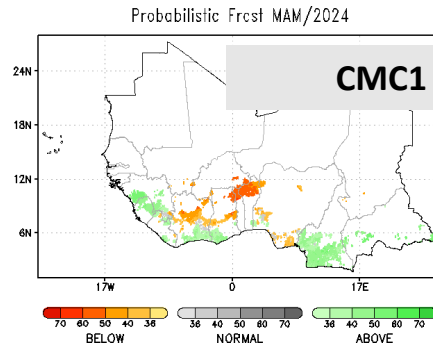 Probabilistic Frcst MAM/2024
CMC1
24N
18N
12N
6N
17W 0 17E
70 60 50 40 36 36 40 50 60 70 36 40 50 60 70
BELOW NORMAL ABOVE